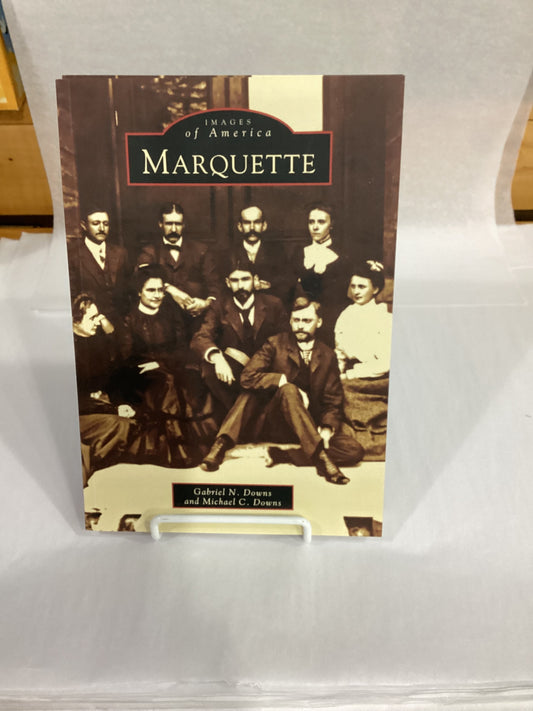 IMAGES
of America
MARQUETTE
Gabriel N. Downs
and Michael C. Downs